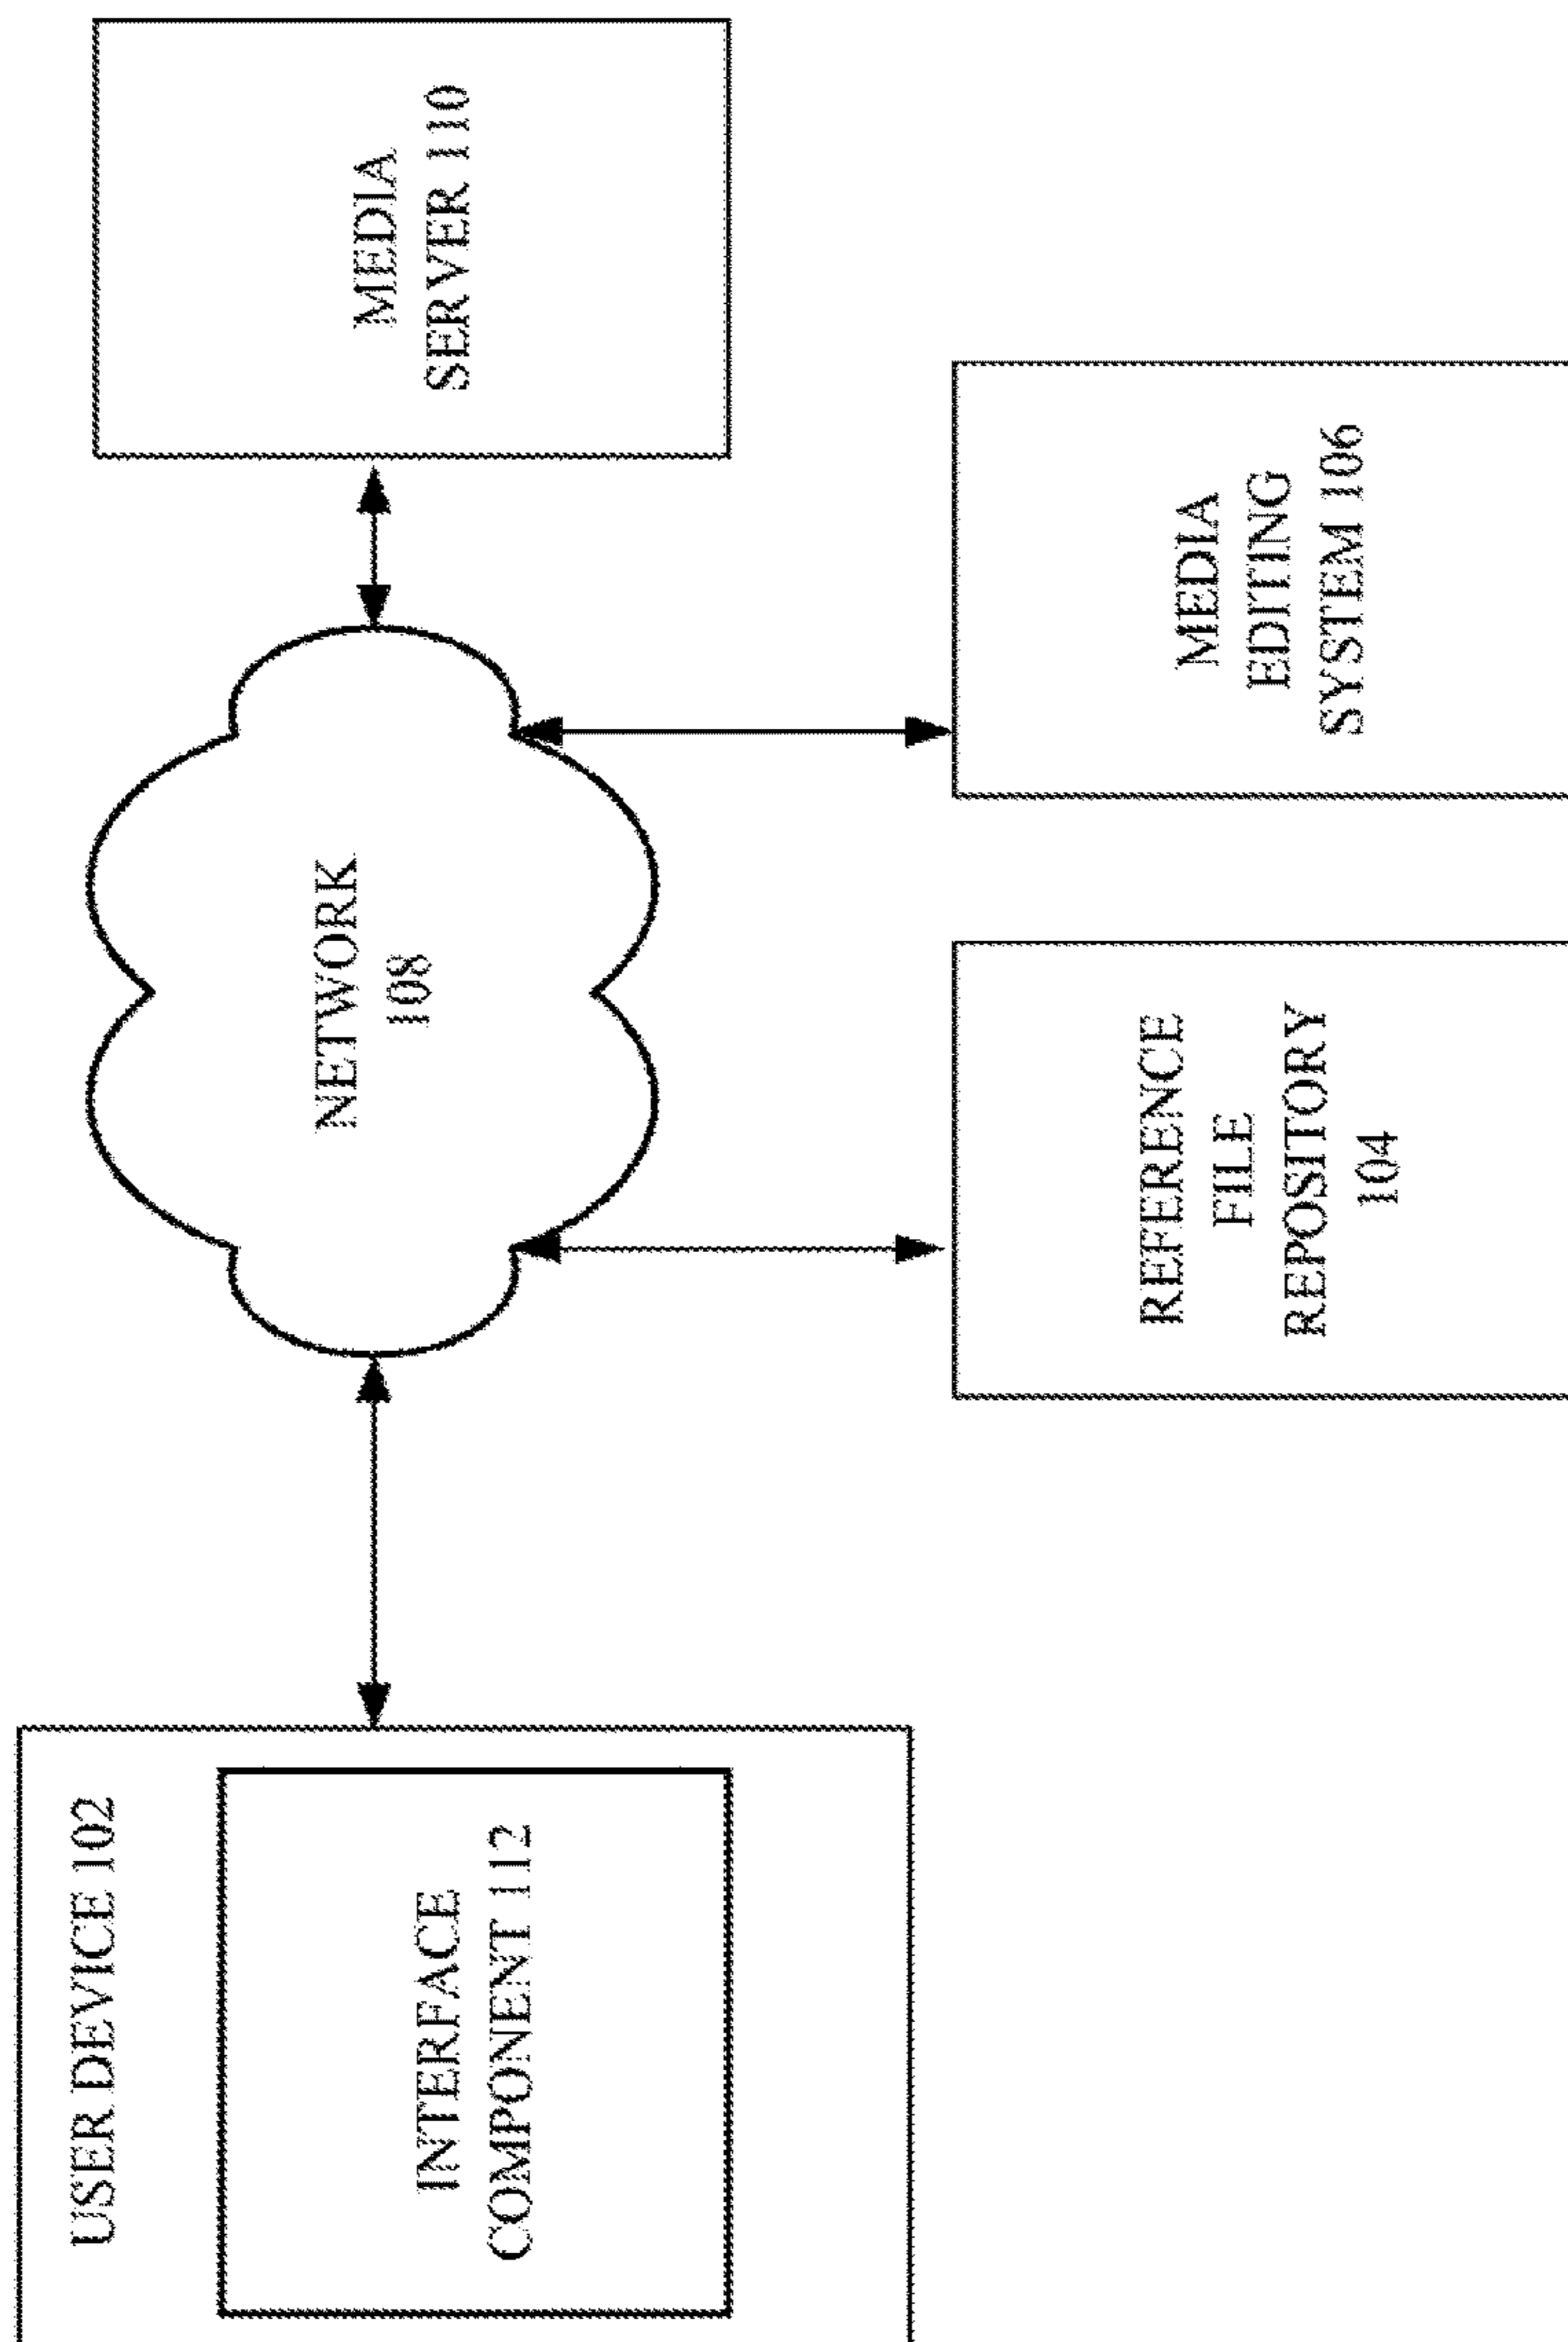 USER DEVICE 102
INTERFACE
COMPONENT 112
NETWORK
108
MEDIA
SERVER 110
REFERENCE
FILE
REPOSITORY
104
MEDIA
EDITING
SYSTEM 106